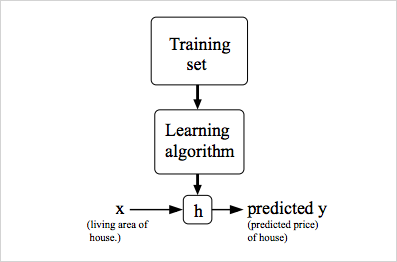 Training
set
Learning
algorithm
x
h
predicted y
(living area of
house.)
(predicted price)
of house)